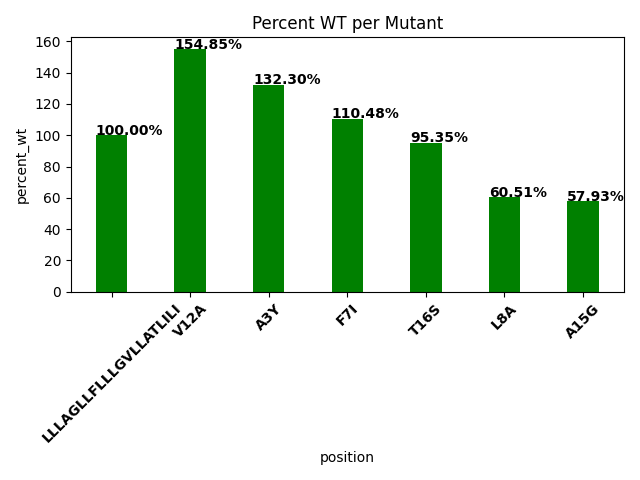 Percent WT per Mutant
percent_wt
160
140
120
100
80
60
40
20
0
100.00%
154.85%
132.30%
110.48%
95.35%
60.51%
57.93%
LLLAGLLFLLLGVLLATLILI
V12A
A3Y
F7I
T16S
L8A
A15G
position